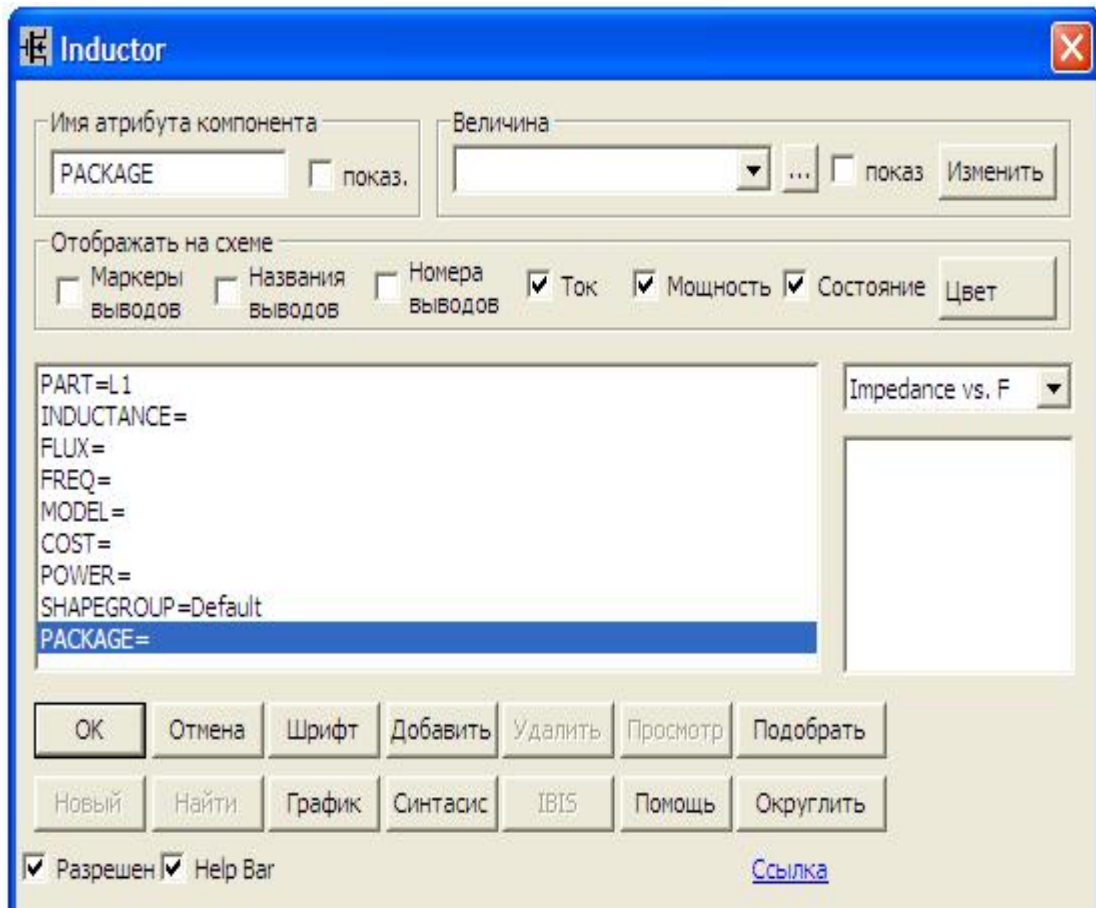 Inductor
Имя атрибута компонента
Величина
PACKAGE
показ.
...
показ
Изменить
Отображать на схеме
Маркеры
выводов
Названия
выводов
Номера
выводов
Ток
Мощность
Состояние
Цвет
PART=L1
INDUCTANCE=
FLUX=
FREQ=
MODEL=
COST=
POWER=
SHAPEGROUP=Default
PACKAGE=
Impedance vs. F
OK
Отмена
Шрифт
Добавить
Удалить
Просмотр
Подобрать
Новый
Найти
График
Синтасис
IBIS
Помощь
Округлить
Разрешен
Help Bar
Ссылка